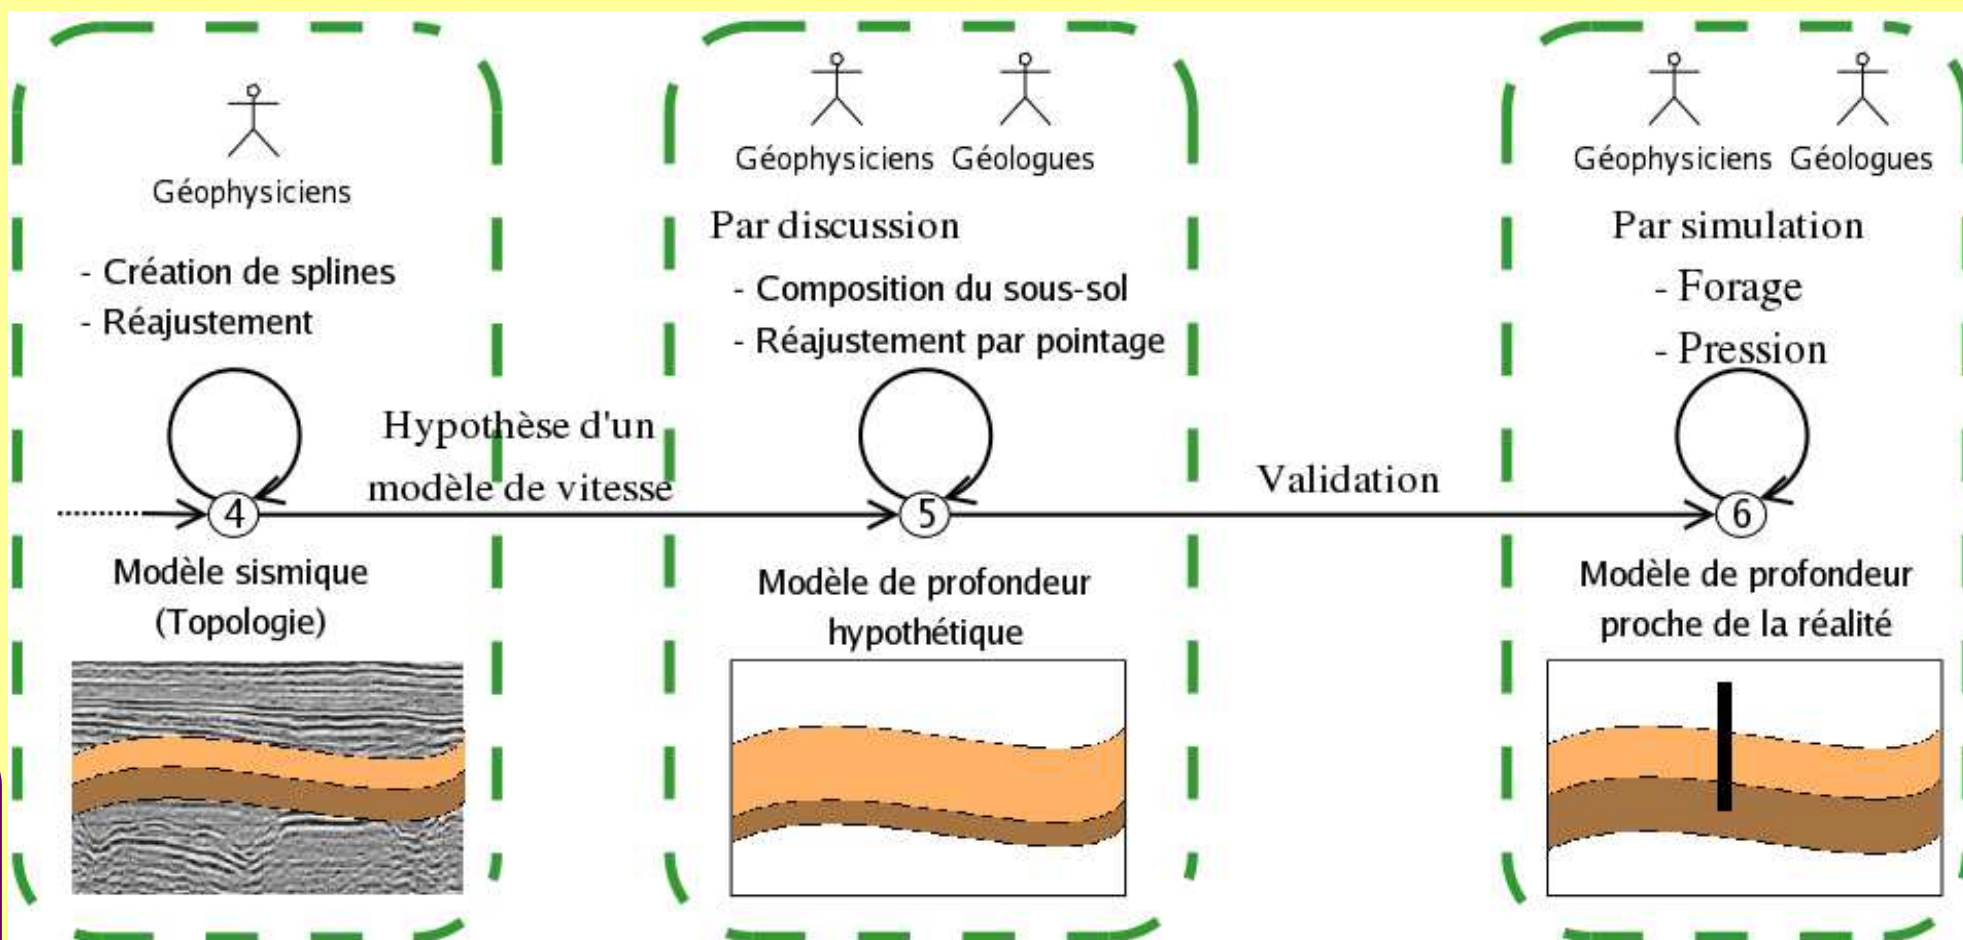 Géophysiciens
- Création de splines
- Réajustement
Hypothèse d'un
modèle de vitesse
4
Modèle sismique
(Topologie)
Géophysiciens Géologues
Par discussion
- Composition du sous-sol
- Réajustement par pointage
5
Modèle de profondeur
hypothétique
Validation
Géophysiciens Géologues
Par simulation
- Forage
- Pression
6
Modèle de profondeur
proche de la réalité